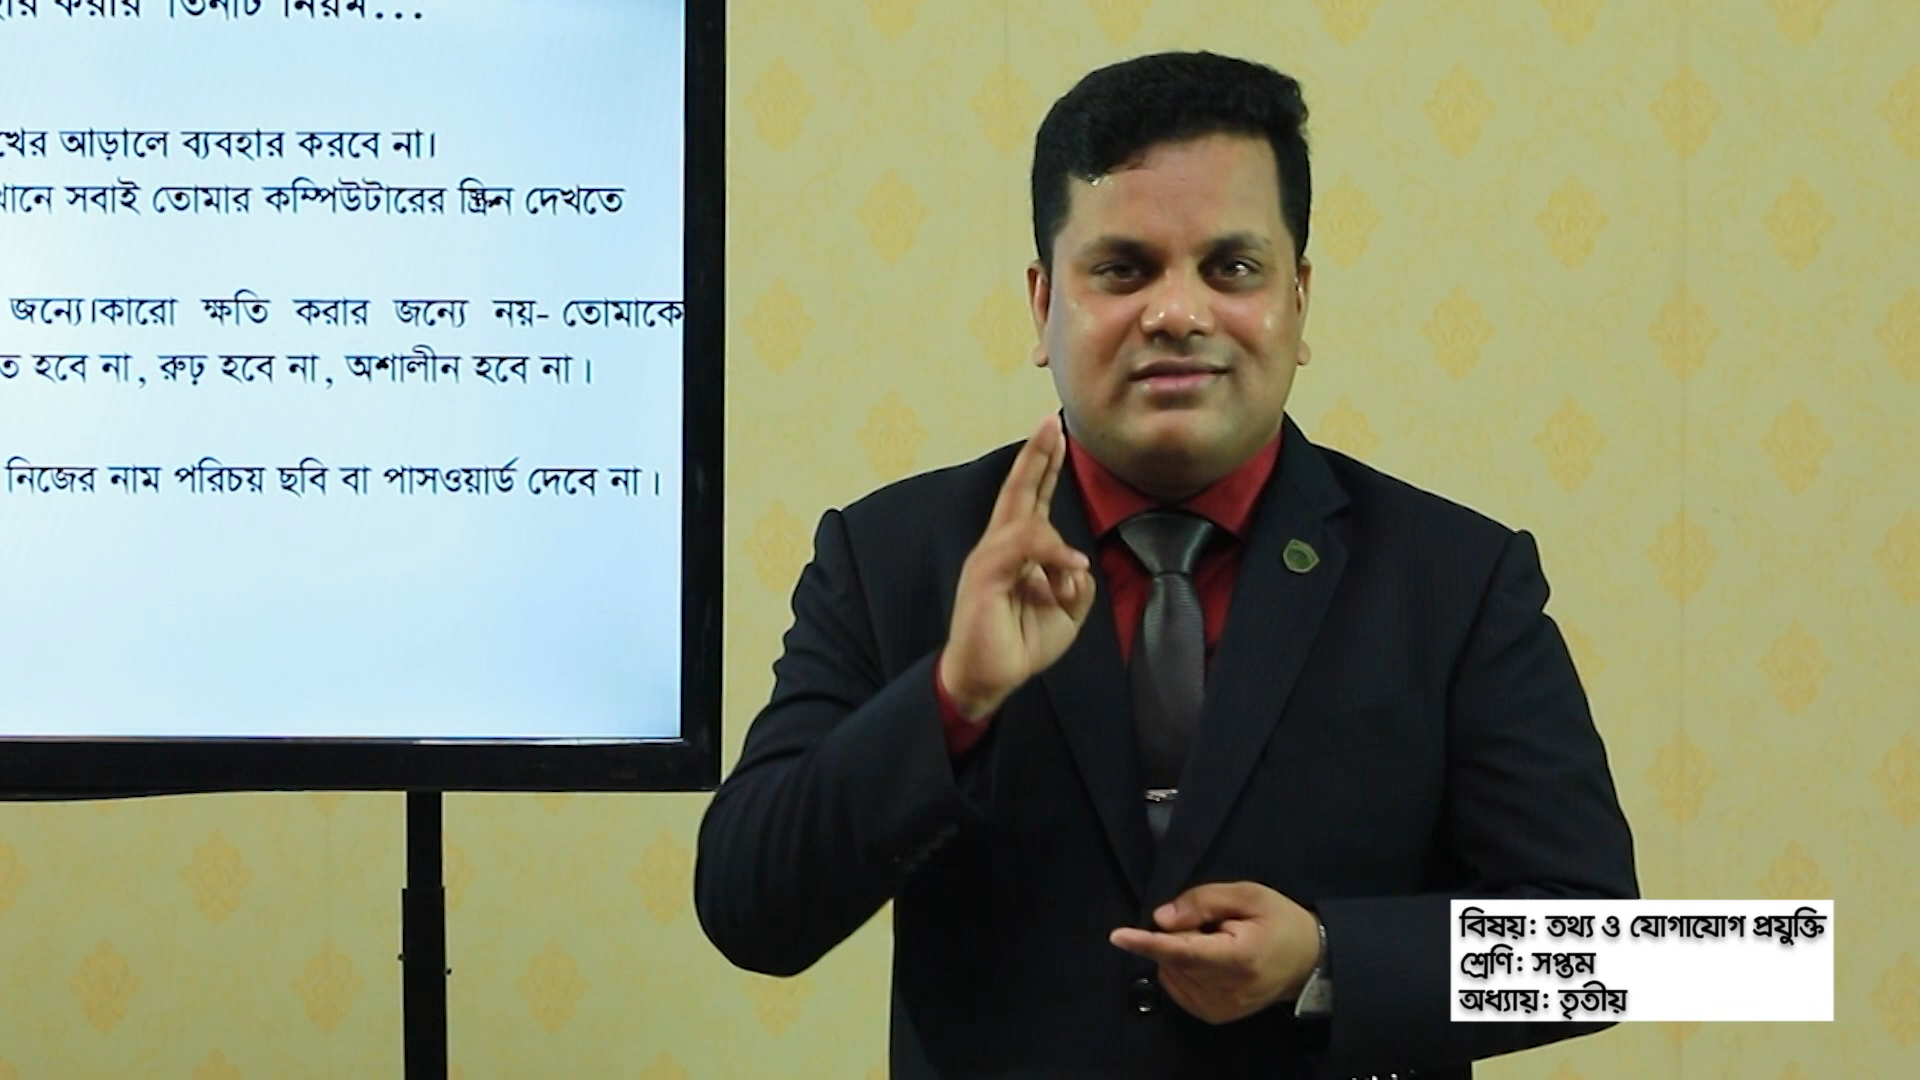 করার তিনটি নিয়ম...
আড়ালে ব্যবহার করবে না।
সবাই তোমার কম্পিউটারের স্ক্রিন দেখতে
জন্যে।কারো ক্ষতি করার জন্যে নয়- তোমাকে
হবে না, রুঢ় হবে না, অশালীন হবে না।
নিজের নাম পরিচয় ছবি বা পাসওয়ার্ড দেবে না।
বিষয়: তথ্য ও যোগাযোগ প্রযুক্তি
শ্রেণি: সপ্তম
অধ্যায়: তৃতীয়